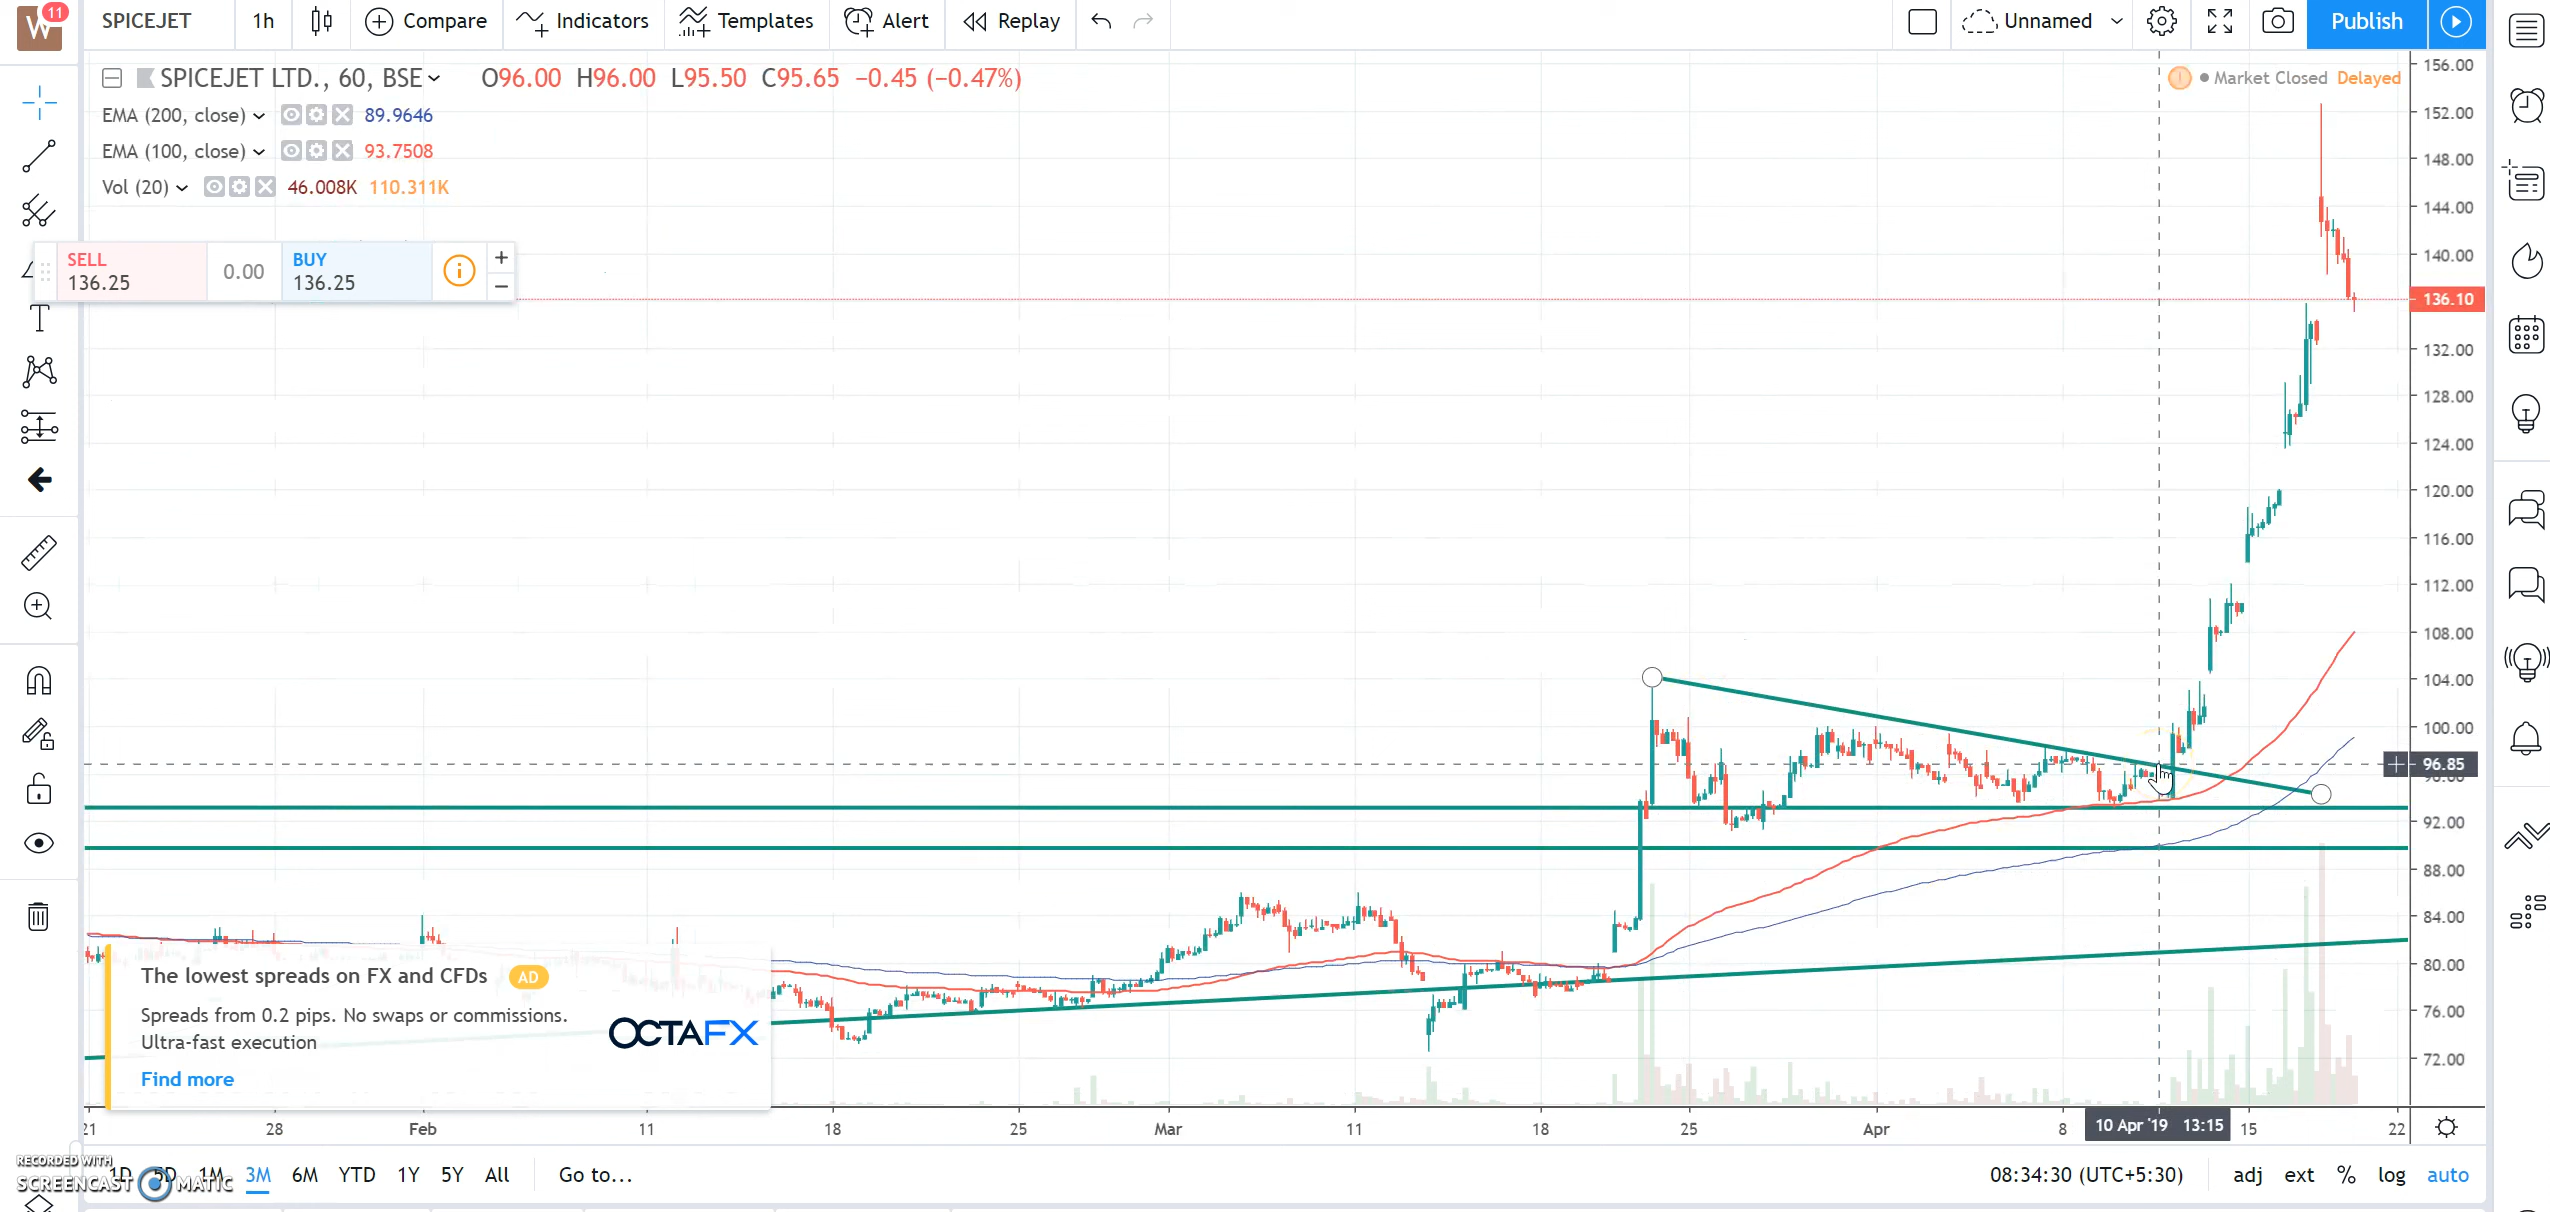 W 11
SPICEJET 1h Compare Indicators Templates Alert Replay Unnamed Publish
SPICEJET LTD., 60, BSE O96.00 H96.00 L95.50 C95.65 −0.45 (−0.47%)
Market Closed Delayed
EMA (200, close) 89.9646
EMA (100, close) 93.7508
Vol (20) 46.008K 110.311K
SELL
136.25
0.00
BUY
136.25
T
156.00
152.00
148.00
144.00
140.00
136.10
132.00
128.00
124.00
120.00
116.00
112.00
108.00
104.00
100.00
96.85
92.00
88.00
84.00
80.00
76.00
72.00
The lowest spreads on FX and CFDs AD
Spreads from 0.2 pips. No swaps or commissions.
Ultra-fast execution
OCTAFX
Find more
21 28 Feb 11 18 25 Mar 11 18 25 Apr 8 10 Apr '19 13:15 15 22
RECORDED WITH
SCREENCAST MATIC
1D 5D 1M 3M 6M YTD 1Y 5Y All Go to... 08:34:30 (UTC+5:30) adj ext % log auto